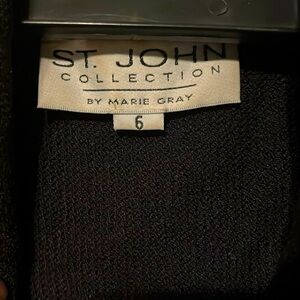 ST. JOHN
COLLECTION
BY MARIE GRAY
6